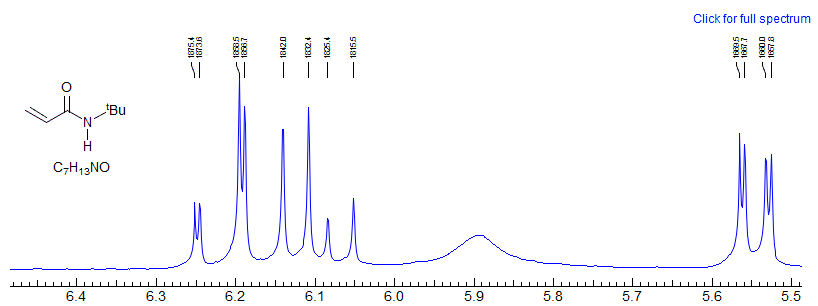 Click for full spectrum
1875.4 1873.6 1858.5 1856.7 1842.0 1832.4 1825.4 1815.5 1669.5 1667.7 1660.0 1657.8
O
N
H
tBu
C7H13NO
6.4 6.3 6.2 6.1 6.0 5.9 5.8 5.7 5.6 5.5